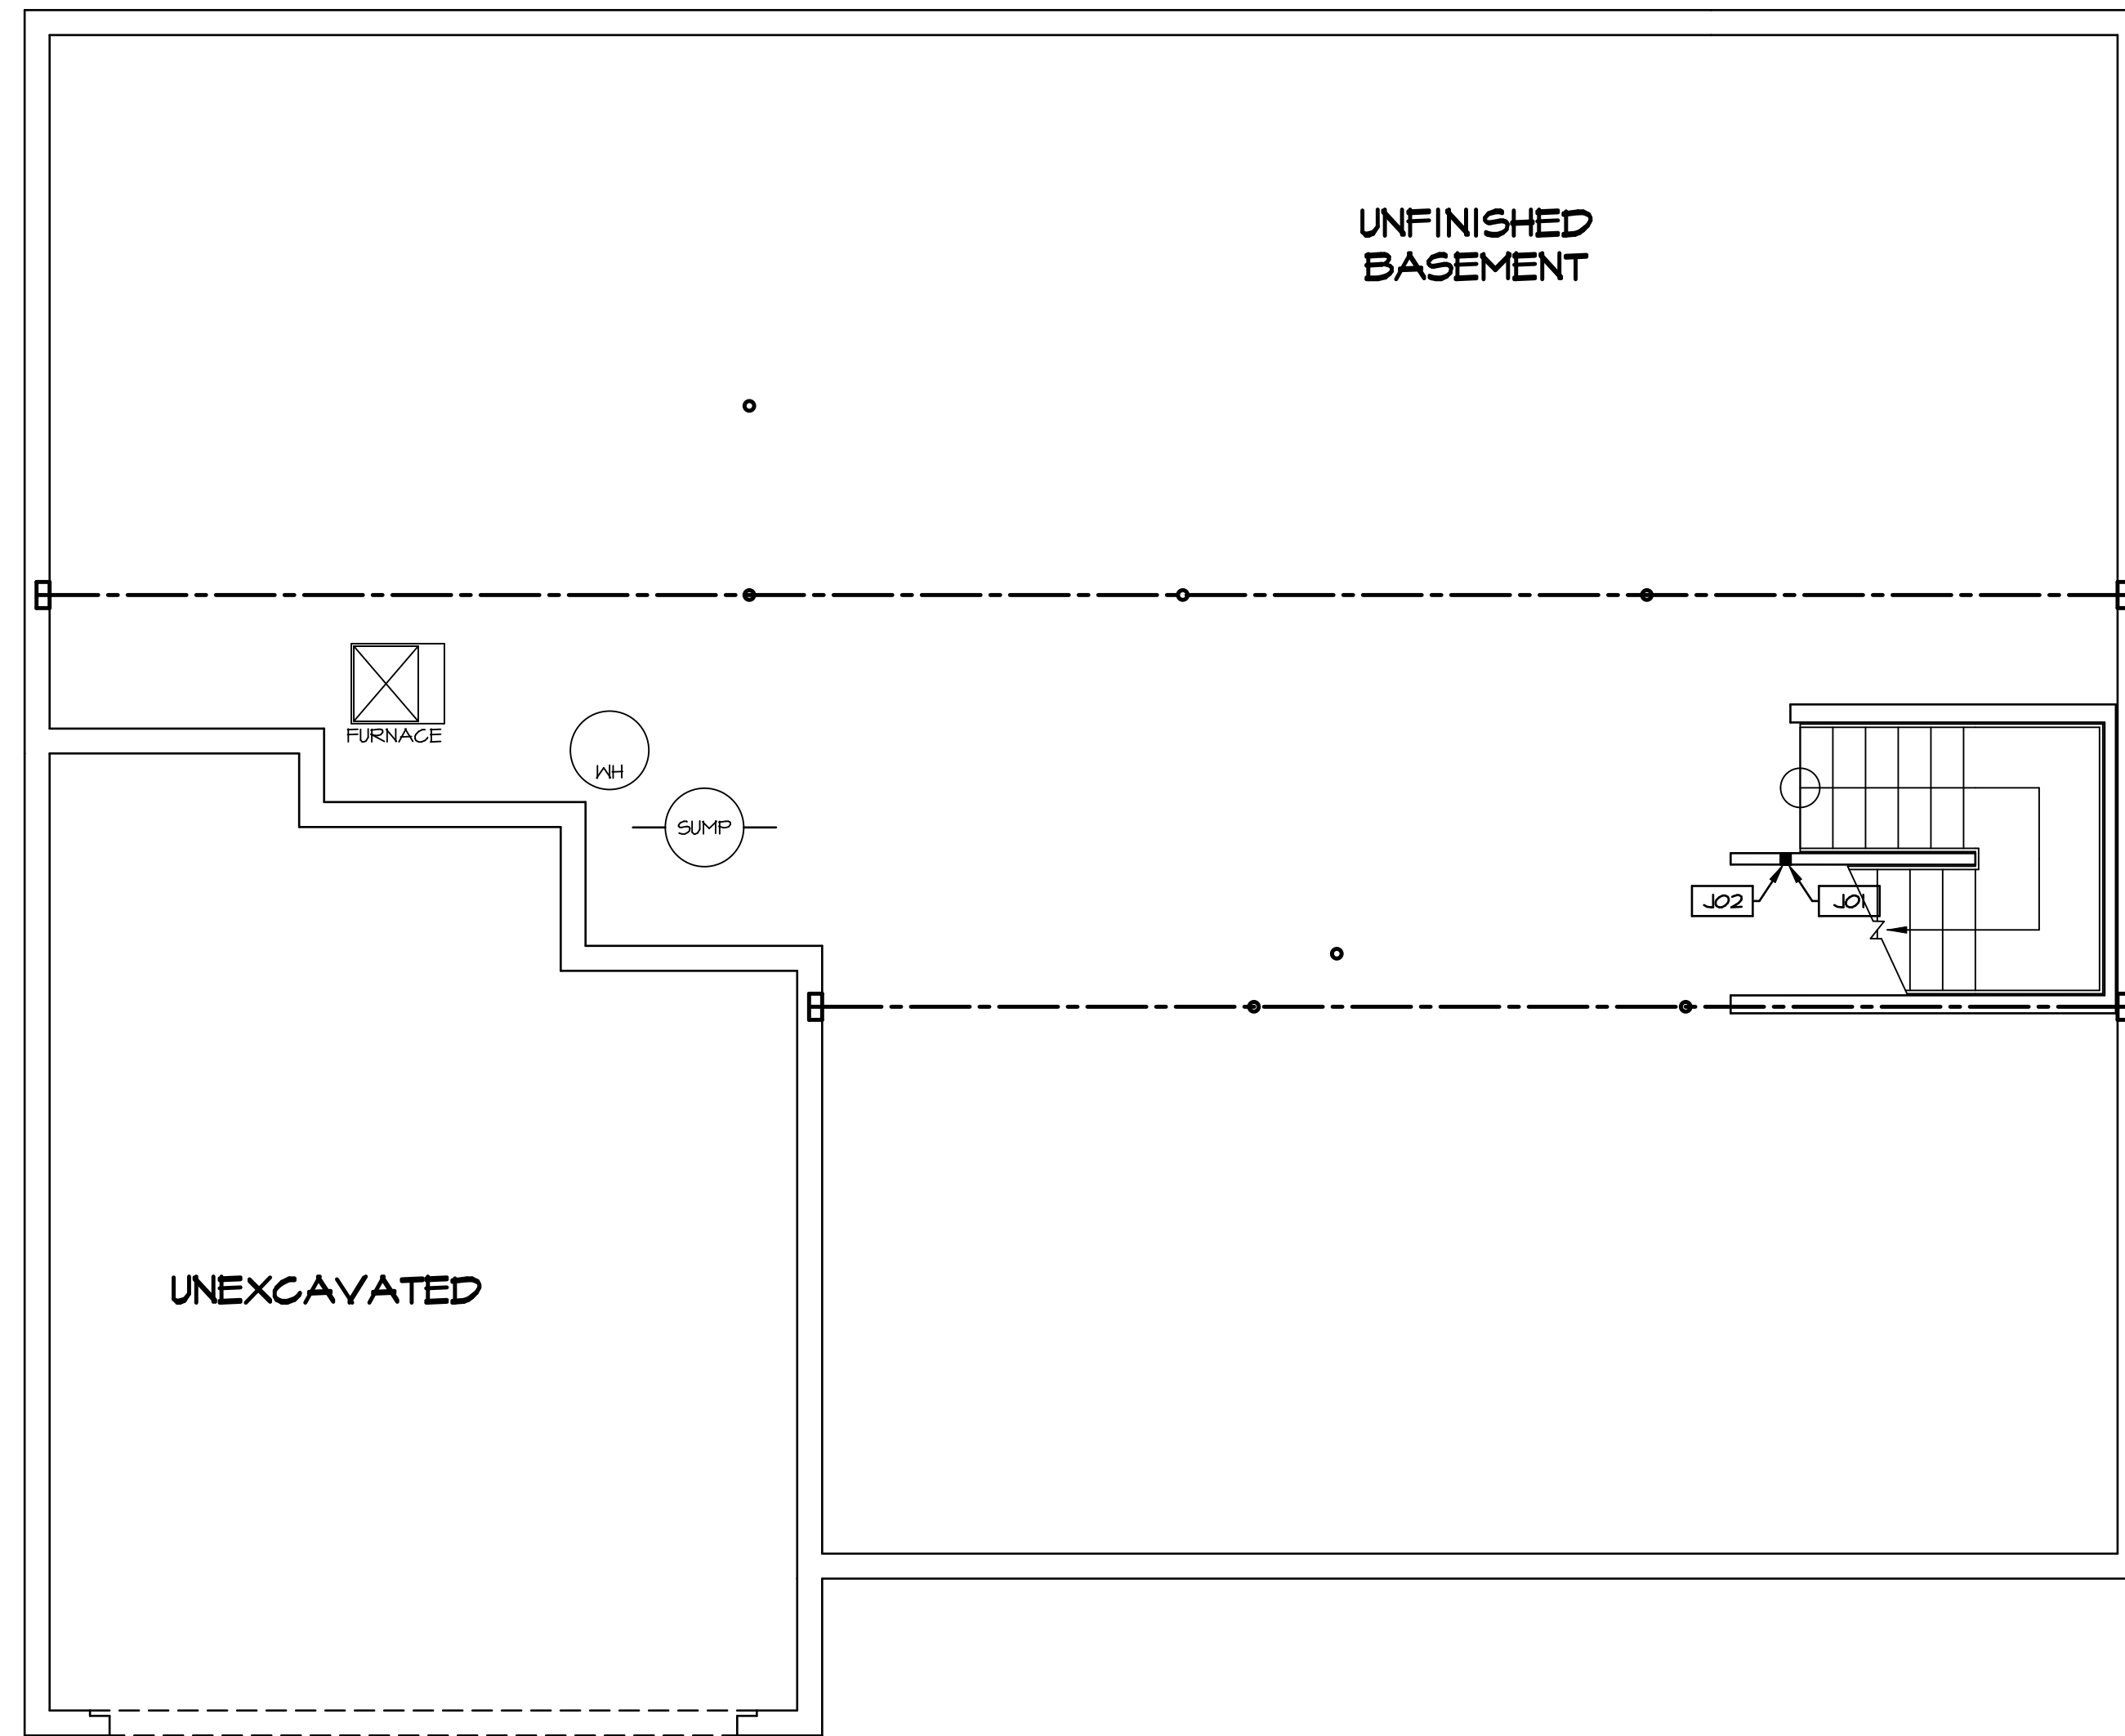 UNFINISHED
BASEMENT
FURNACE
WH
SUMP
J02
J01
UNEXCAVATED